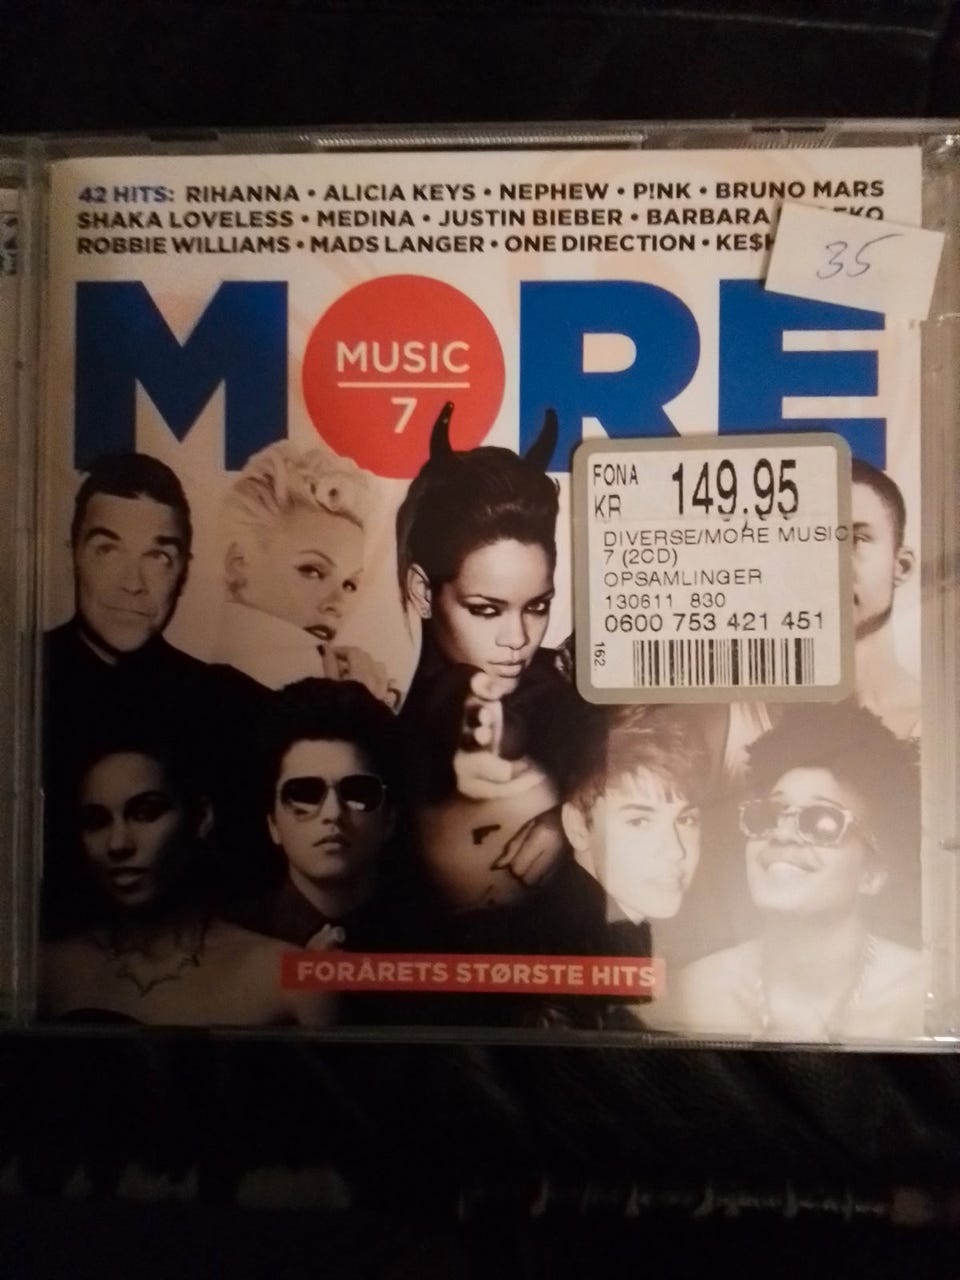 42 HITS: RIHANNA • ALICIA KEYS • NEPHEW • P!NK • BRUNO MARS
SHAKA LOVELESS • MEDINA • JUSTIN BIEBER • BARBARA
ROBBIE WILLIAMS • MADS LANGER • ONE DIRECTION •
35
MORE
MUSIC
7
FONA
KR 149.95
DIVERSE/MORE MUSIC
7 (2CD)
OPSAMLINGER
130611 830
0600 753 421 451
162.
FORÅRETS STØRSTE HITS